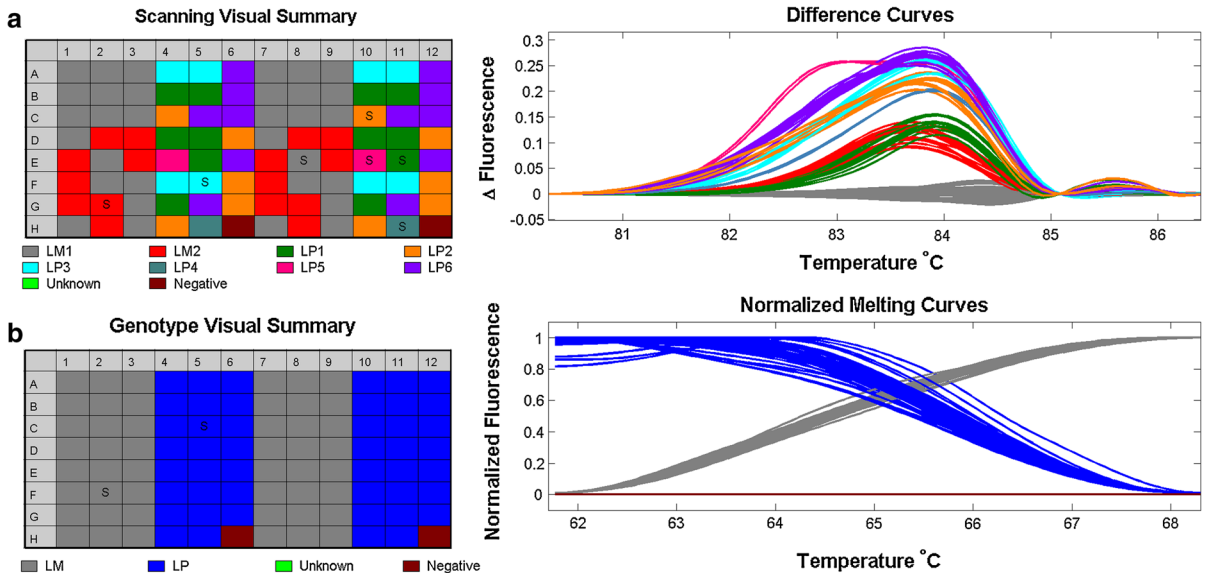 a
Scanning Visual Summary
1 2 3 4 5 6 7 8 9 10 11 12
A
B
C S
D
E S S S
F S
G S
H S
LM1 LM2 LP1 LP2
LP3 LP4 LP5 LP6
Unknown Negative
Difference Curves
Δ Fluorescence
0.3
0.25
0.2
0.15
0.1
0.05
0
-0.05
81 82 83 84 85 86
Temperature °C
b
Genotype Visual Summary
1 2 3 4 5 6 7 8 9 10 11 12
A
B
C S
D
E
F S
G
H
LM LP Unknown Negative
Normalized Melting Curves
Normalized Fluorescence
1
0.8
0.6
0.4
0.2
0
62 63 64 65 66 67 68
Temperature °C